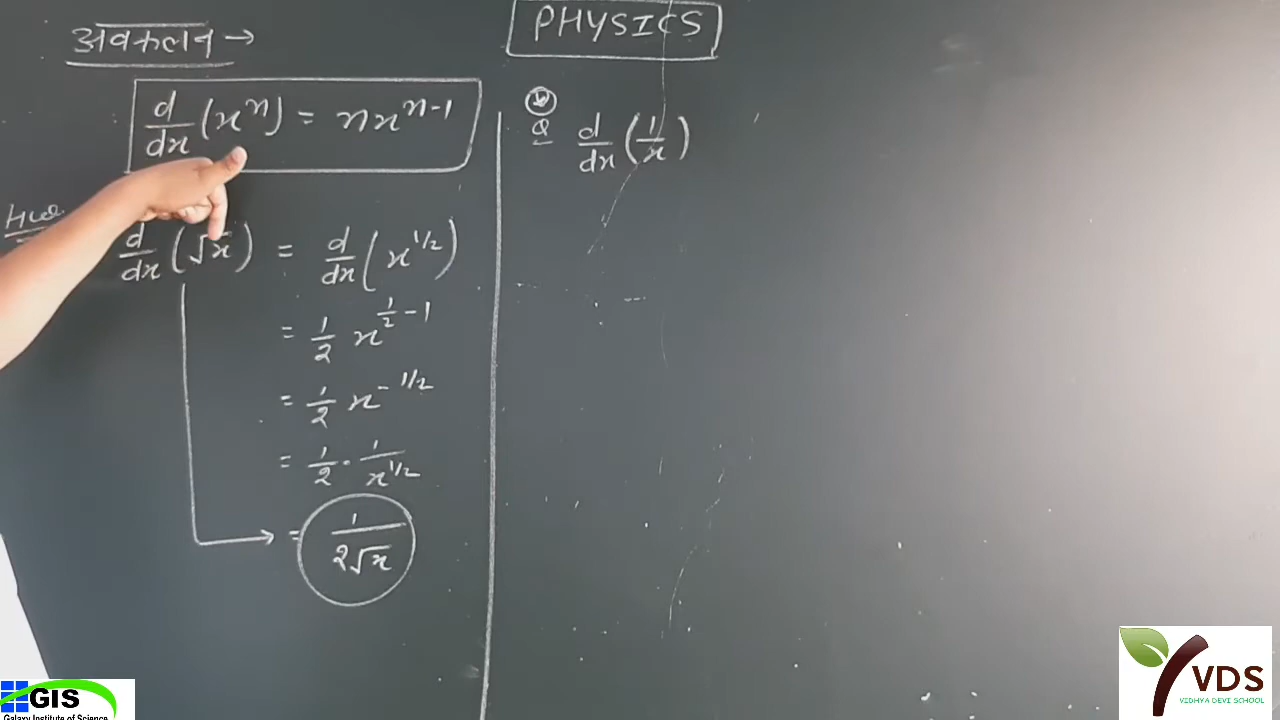 अवकलन →
PHYSICS
d/dx (xⁿ) = nxⁿ⁻¹
d/dx (√x) = d/dx (x^1/2)
= 1/2 x^(1/2 - 1)
= 1/2 x^-1/2
= 1/2 · 1/x^1/2
= 1/2√x
Q d/dx (1/x)
GIS
Galaxy Institute of Science
VDS
VIDHYA DEVI SCHOOL